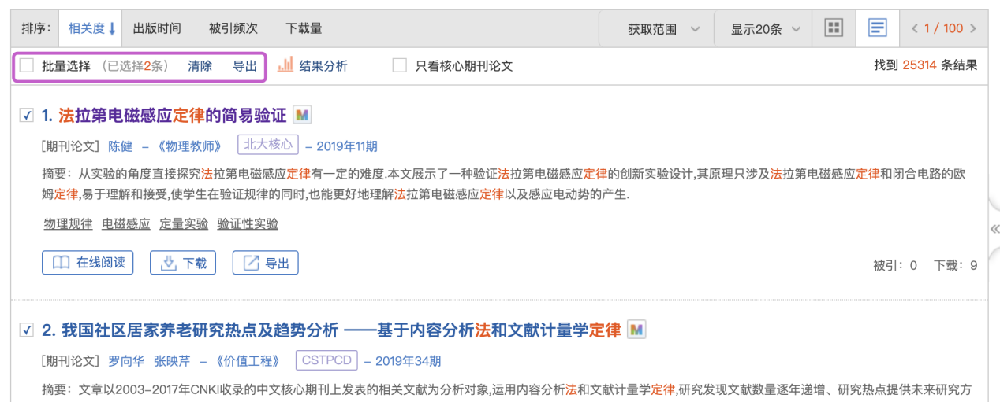 排序： 相关度 出版时间 被引频次 下载量 获取范围 显示20条 < 1 / 100 >
批量选择 （已选择2条） 清除 导出 结果分析 只看核心期刊论文 找到 25314 条结果
1. 法拉第电磁感应定律的简易验证 M
[期刊论文] 陈健 – 《物理教师》 北大核心 – 2019年11期
摘要：从实验的角度直接探究法拉第电磁感应定律有一定的难度.本文展示了一种验证法拉第电磁感应定律的创新实验设计,其原理只涉及法拉第电磁感应定律和闭合电路的欧
姆定律,易于理解和接受,使学生在验证规律的同时,也能更好地理解法拉第电磁感应定律以及感应电动势的产生.
物理规律 电磁感应 定量实验 验证性实验
在线阅读 下载 导出 被引：0 下载：9
2. 我国社区居家养老研究热点及趋势分析 ——基于内容分析法和文献计量学定律 M
[期刊论文] 罗向华 张映芹 – 《价值工程》 CSTPCD – 2019年34期
摘要：文章以2003–2017年CNKI收录的中文核心期刊上发表的相关文献为分析对象,运用内容分析法和文献计量学定律,研究发现文献数量逐年递增、研究热点提供未来研究方